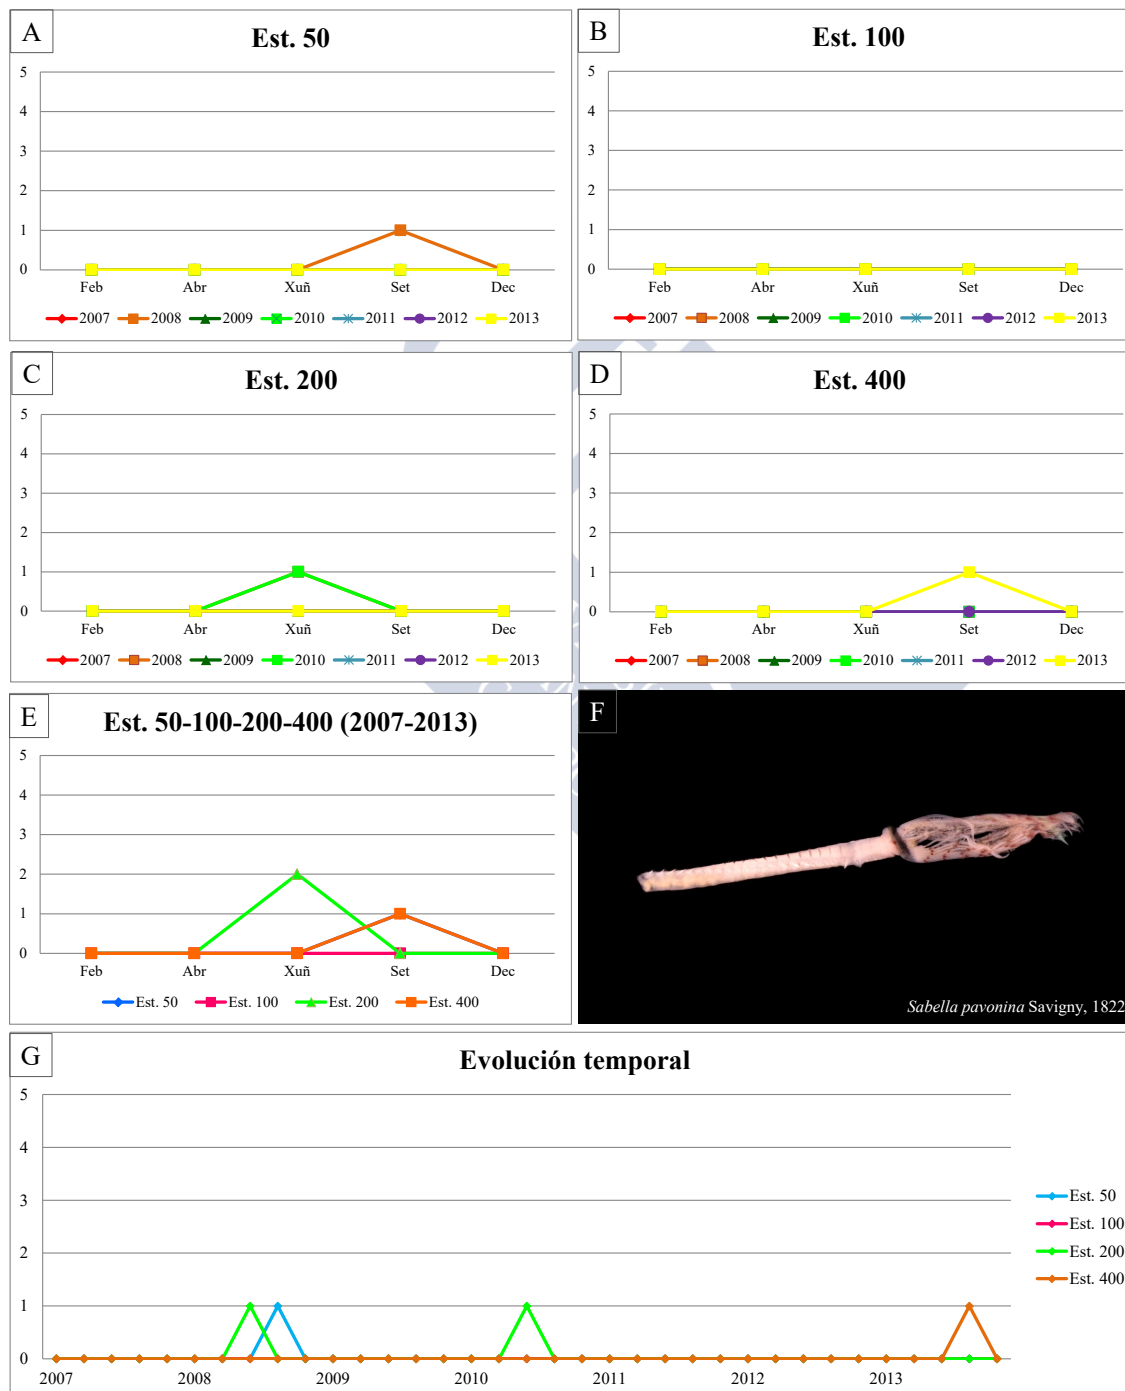 A
Est. 50
5
4
3
2
1
0
Feb Abr Xuñ Set Dec
2007 2008 2009 2010 2011 2012 2013
B
Est. 100
5
4
3
2
1
0
Feb Abr Xuñ Set Dec
2007 2008 2009 2010 2011 2012 2013
C
Est. 200
5
4
3
2
1
0
Feb Abr Xuñ Set Dec
2007 2008 2009 2010 2011 2012 2013
D
Est. 400
5
4
3
2
1
0
Feb Abr Xuñ Set Dec
2007 2008 2009 2010 2011 2012 2013
E
Est. 50-100-200-400 (2007-2013)
5
4
3
2
1
0
Feb Abr Xuñ Set Dec
Est. 50 Est. 100 Est. 200 Est. 400
F
Sabella pavonina Savigny, 1822
G
Evolución temporal
5
4
3
2
1
0
2007 2008 2009 2010 2011 2012 2013
Est. 50
Est. 100
Est. 200
Est. 400